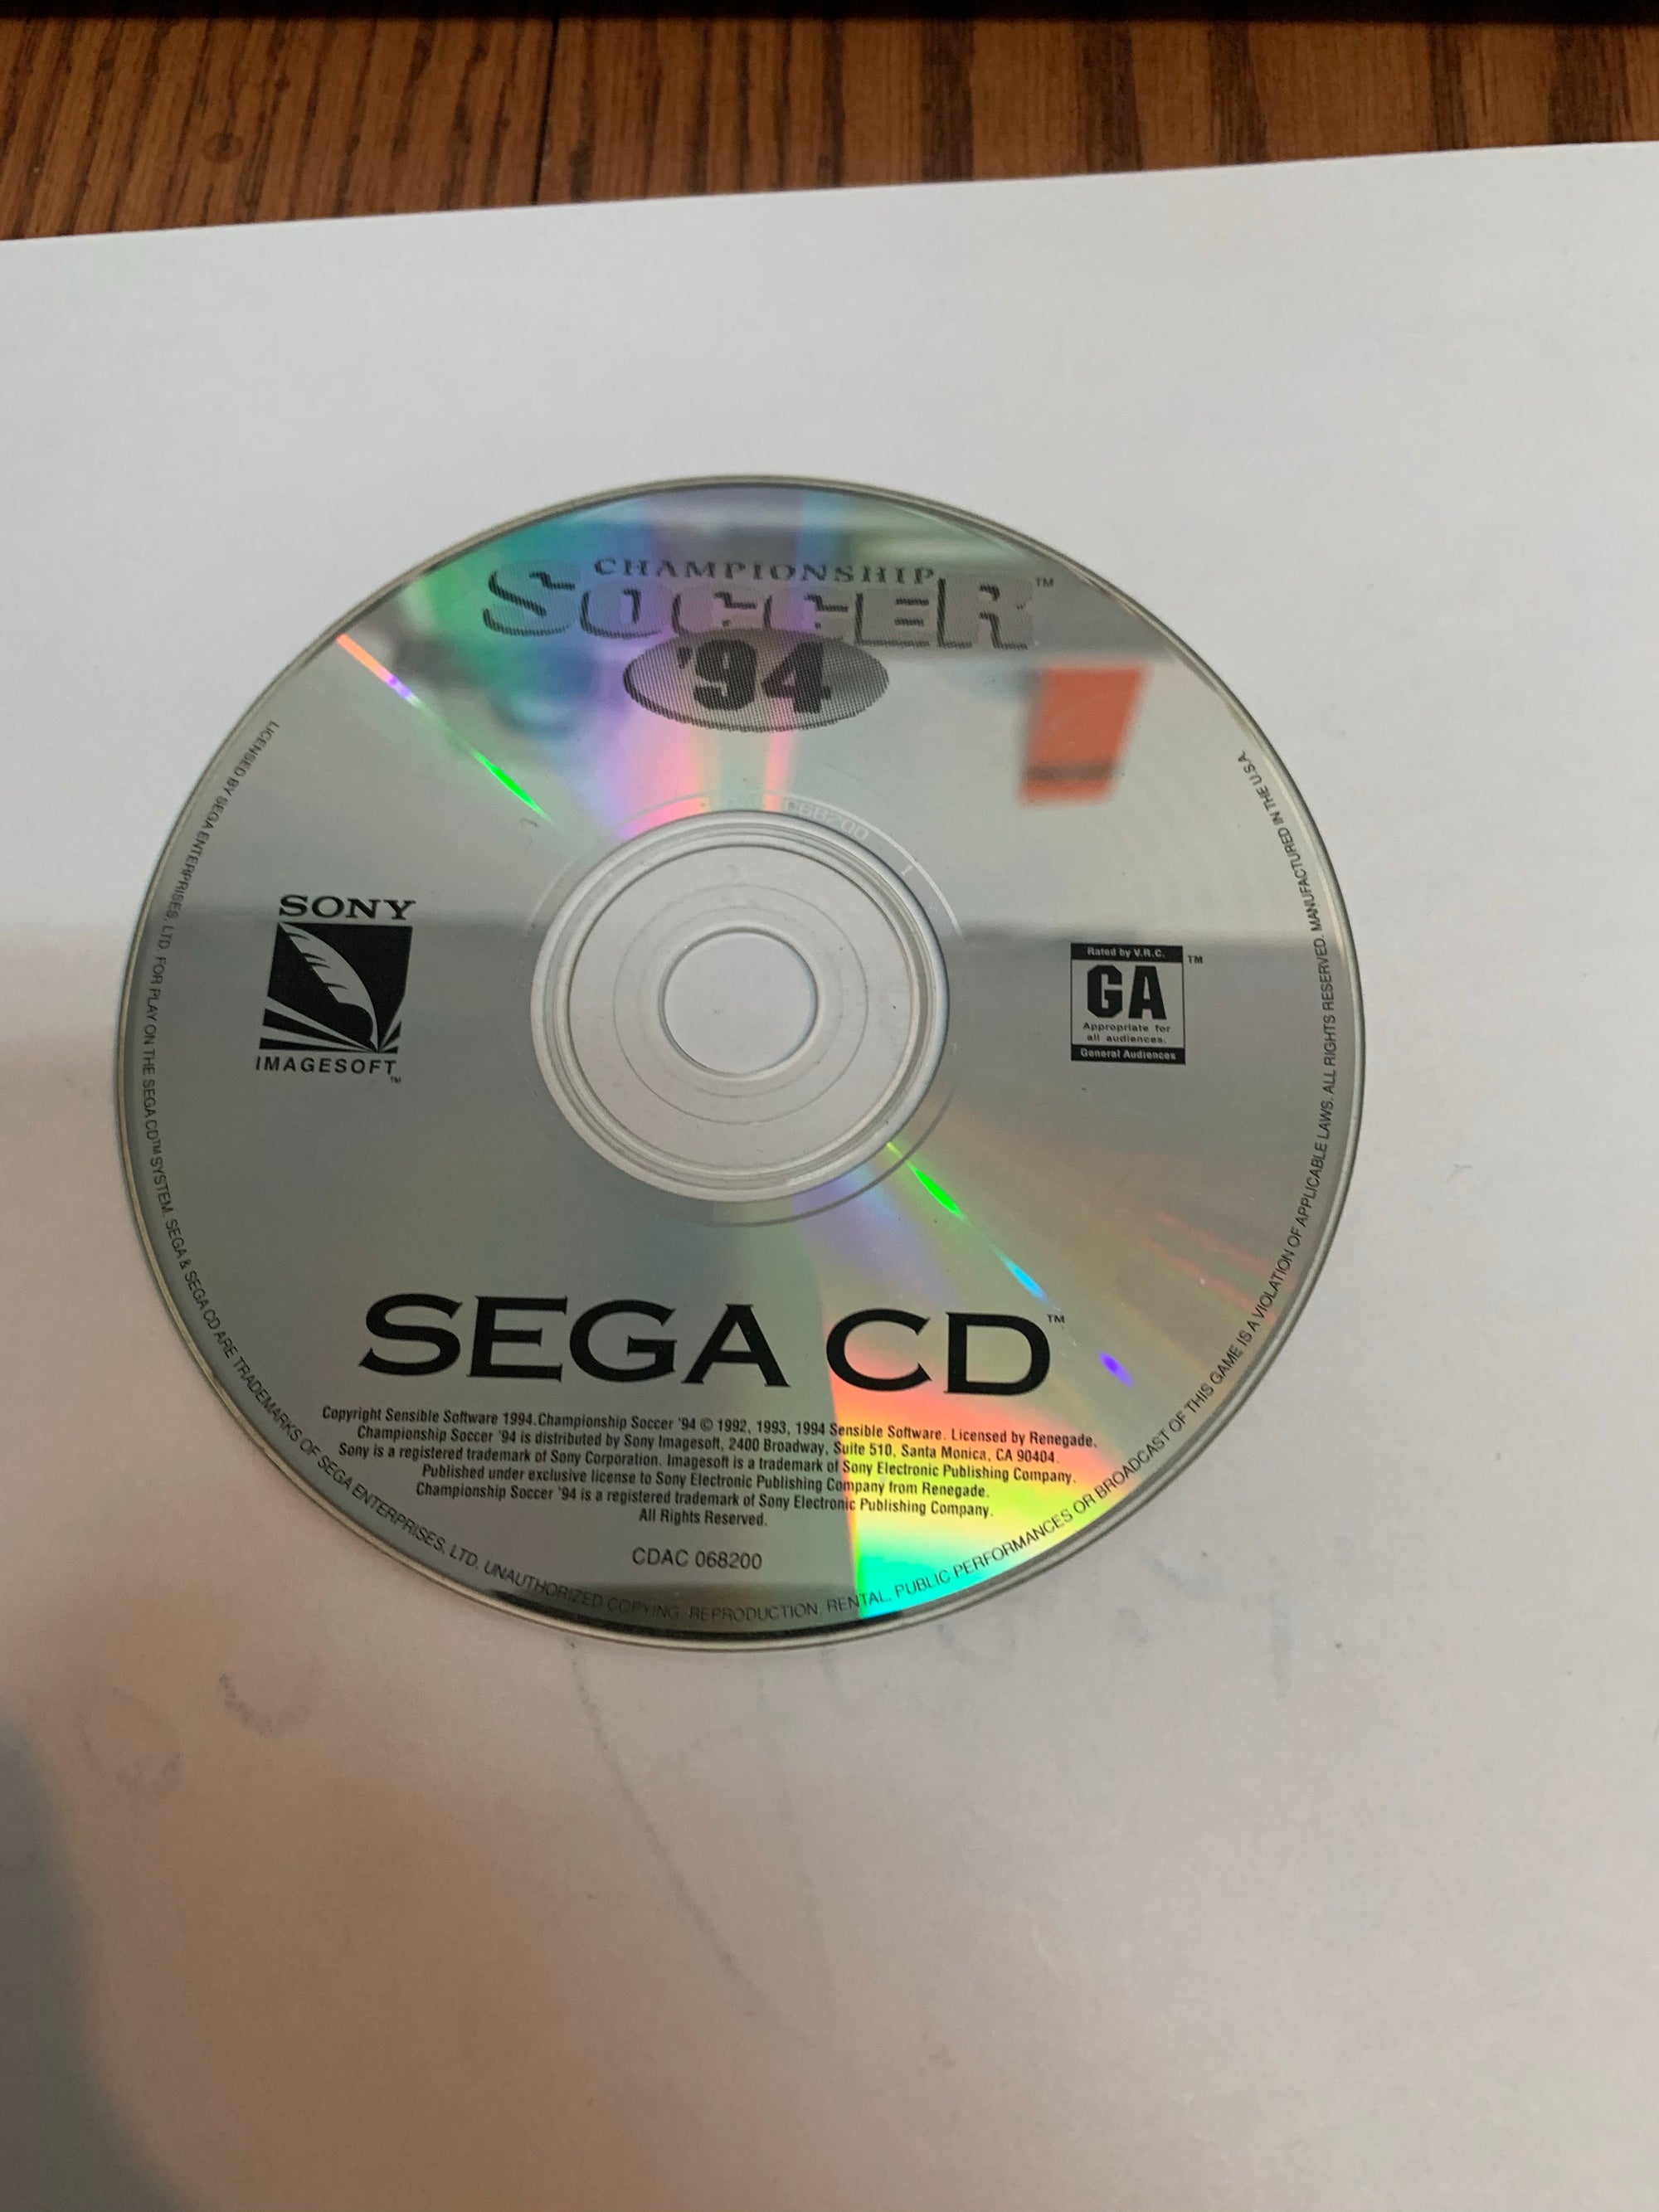 CHAMPIONSHIP
SOCCER™
'94
SONY
IMAGESOFT™
Rated by V.R.C.
GA™
Appropriate for
all audiences.
General Audiences
SEGA CD™
Copyright Sensible Software 1994.Championship Soccer '94 © 1992, 1993, 1994 Sensible Software. Licensed by Renegade.
Championship Soccer '94 is distributed by Sony Imagesoft, 2400 Broadway, Suite 510, Santa Monica, CA 90404.
Sony is a registered trademark of Sony Corporation. Imagesoft is a trademark of Sony Electronic Publishing Company.
Published under exclusive license to Sony Electronic Publishing Company from Renegade.
Championship Soccer '94 is a registered trademark of Sony Electronic Publishing Company.
All Rights Reserved.
CDAC 068200
LICENSED BY SEGA ENTERPRISES, LTD. FOR PLAY ON THE SEGA CD™ SYSTEM. SEGA & SEGA CD ARE TRADEMARKS OF SEGA ENTERPRISES, LTD. UNAUTHORIZED COPYING, REPRODUCTION, RENTAL, PUBLIC PERFORMANCES OR BROADCAST OF THIS GAME IS A VIOLATION OF APPLICABLE LAWS. ALL RIGHTS RESERVED. MANUFACTURED IN THE U.S.A.